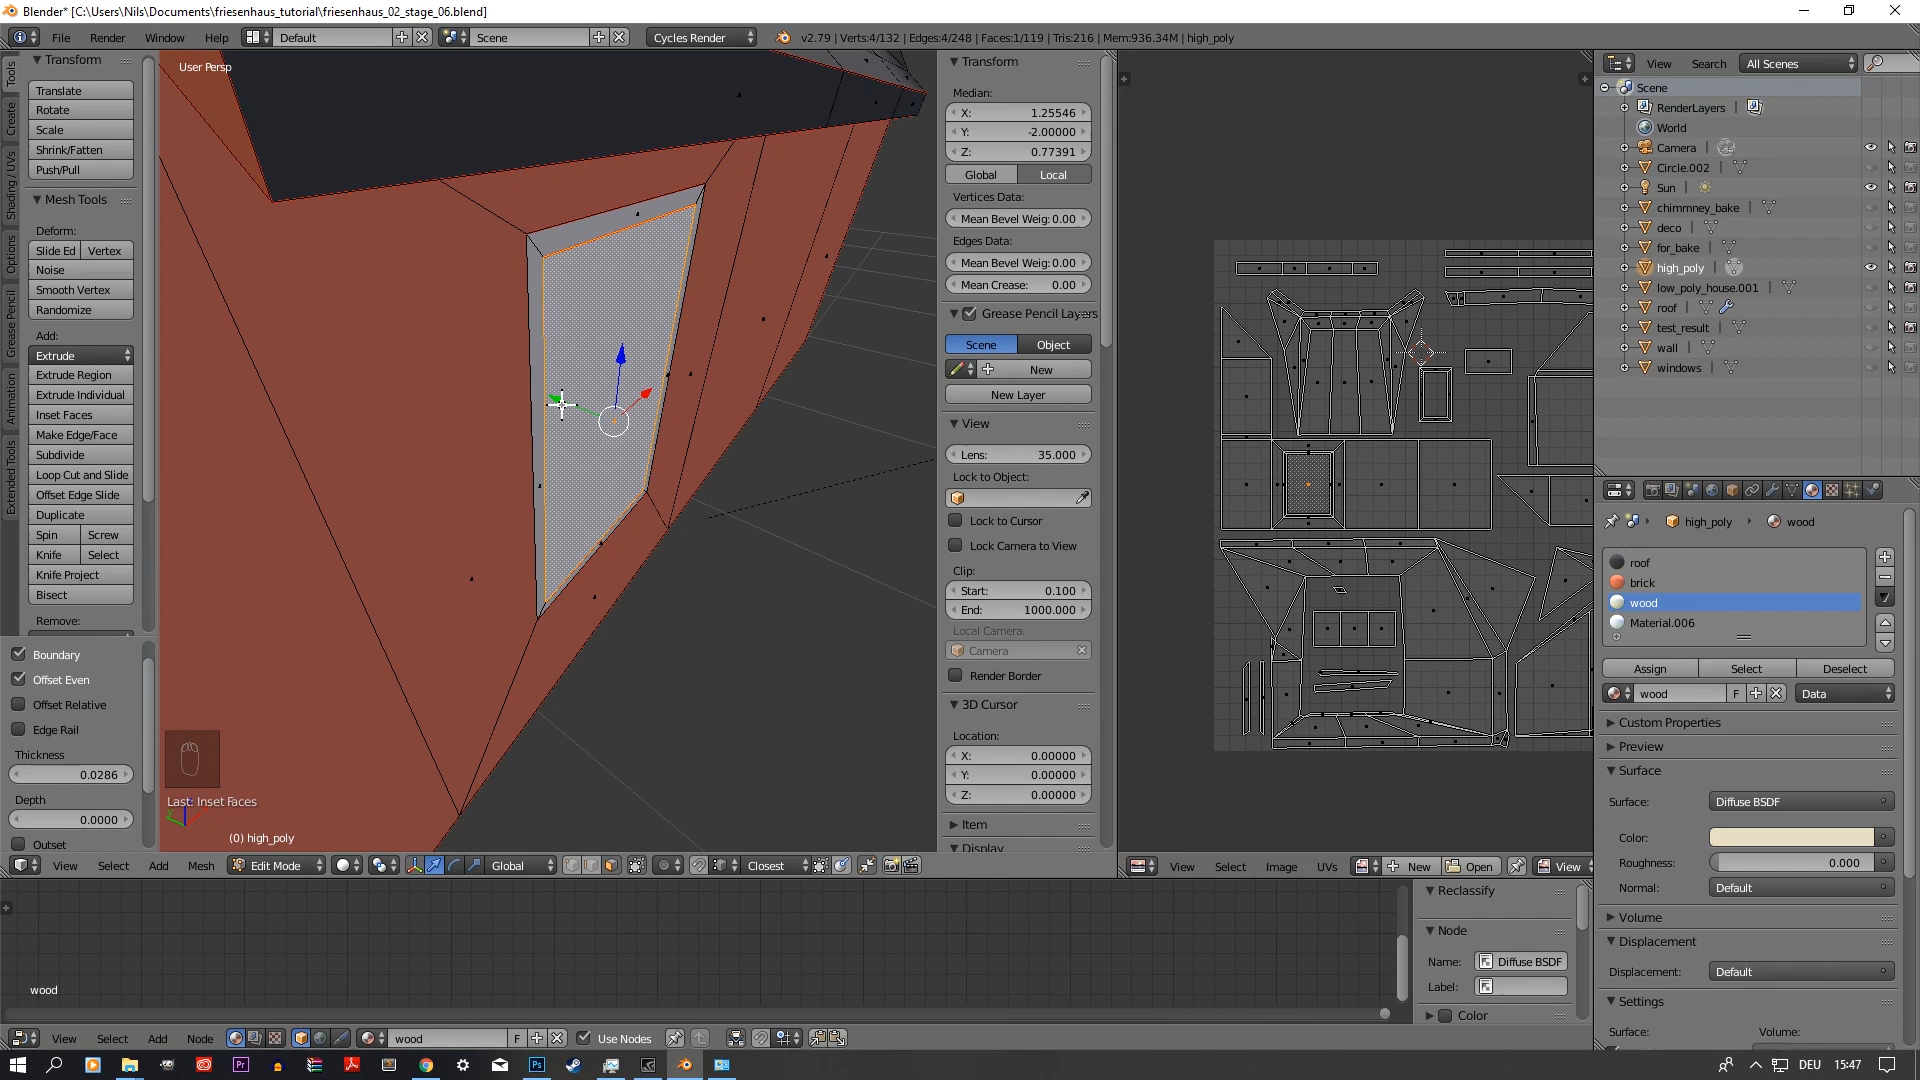 Blender* [C:\Users\Nils\Documents\friesenhaus_tutorial\friesenhaus_02_stage_06.blend]
File Render Window Help Default Scene Cycles Render v2.79 | Verts:4/132 | Edges:4/248 | Faces:1/119 | Tris:216 | Mem:936.34M | high_poly
Tools
Create
Shading / UVs
Options
Grease Pencil
Animation
Extended Tools
Transform
Translate
Rotate
Scale
Shrink/Fatten
Push/Pull
Mesh Tools
Deform:
Slide Ed Vertex
Noise
Smooth Vertex
Randomize
Add:
Extrude
Extrude Region
Extrude Individual
Inset Faces
Make Edge/Face
Subdivide
Loop Cut and Slide
Offset Edge Slide
Duplicate
Spin Screw
Knife Select
Knife Project
Bisect
Remove:
Boundary
Offset Even
Offset Relative
Edge Rail
Thickness
0.0286
Depth
0.0000
Outset
User Persp
Last: Inset Faces
(0) high_poly
View Select Add Mesh Edit Mode Global Closest
Transform
Median:
X: 1.25546
Y: -2.00000
Z: 0.77391
Global Local
Vertices Data:
Mean Bevel Weig: 0.00
Edges Data:
Mean Bevel Weig: 0.00
Mean Crease: 0.00
Grease Pencil Layers
Scene Object
New
New Layer
View
Lens: 35.000
Lock to Object:
Lock to Cursor
Lock Camera to View
Clip:
Start: 0.100
End: 1000.000
Local Camera:
Camera
Render Border
3D Cursor
Location:
X: 0.00000
Y: 0.00000
Z: 0.00000
Item
Display
View Select Image UVs New Open View
View Search All Scenes
Scene
RenderLayers
World
Camera
Circle.002
Sun
chimmney_bake
deco
for_bake
high_poly
low_poly_house.001
roof
test_result
wall
windows
high_poly wood
roof
brick
wood
Material.006
Assign Select Deselect
wood F Data
Custom Properties
Preview
Surface
Surface: Diffuse BSDF
Color:
Roughness: 0.000
Normal: Default
Volume
Displacement
Displacement: Default
Settings
Surface: Volume:
wood
Reclassify
Node
Name: Diffuse BSDF
Label:
Color
View Select Add Node wood F Use Nodes
DEU 15:47